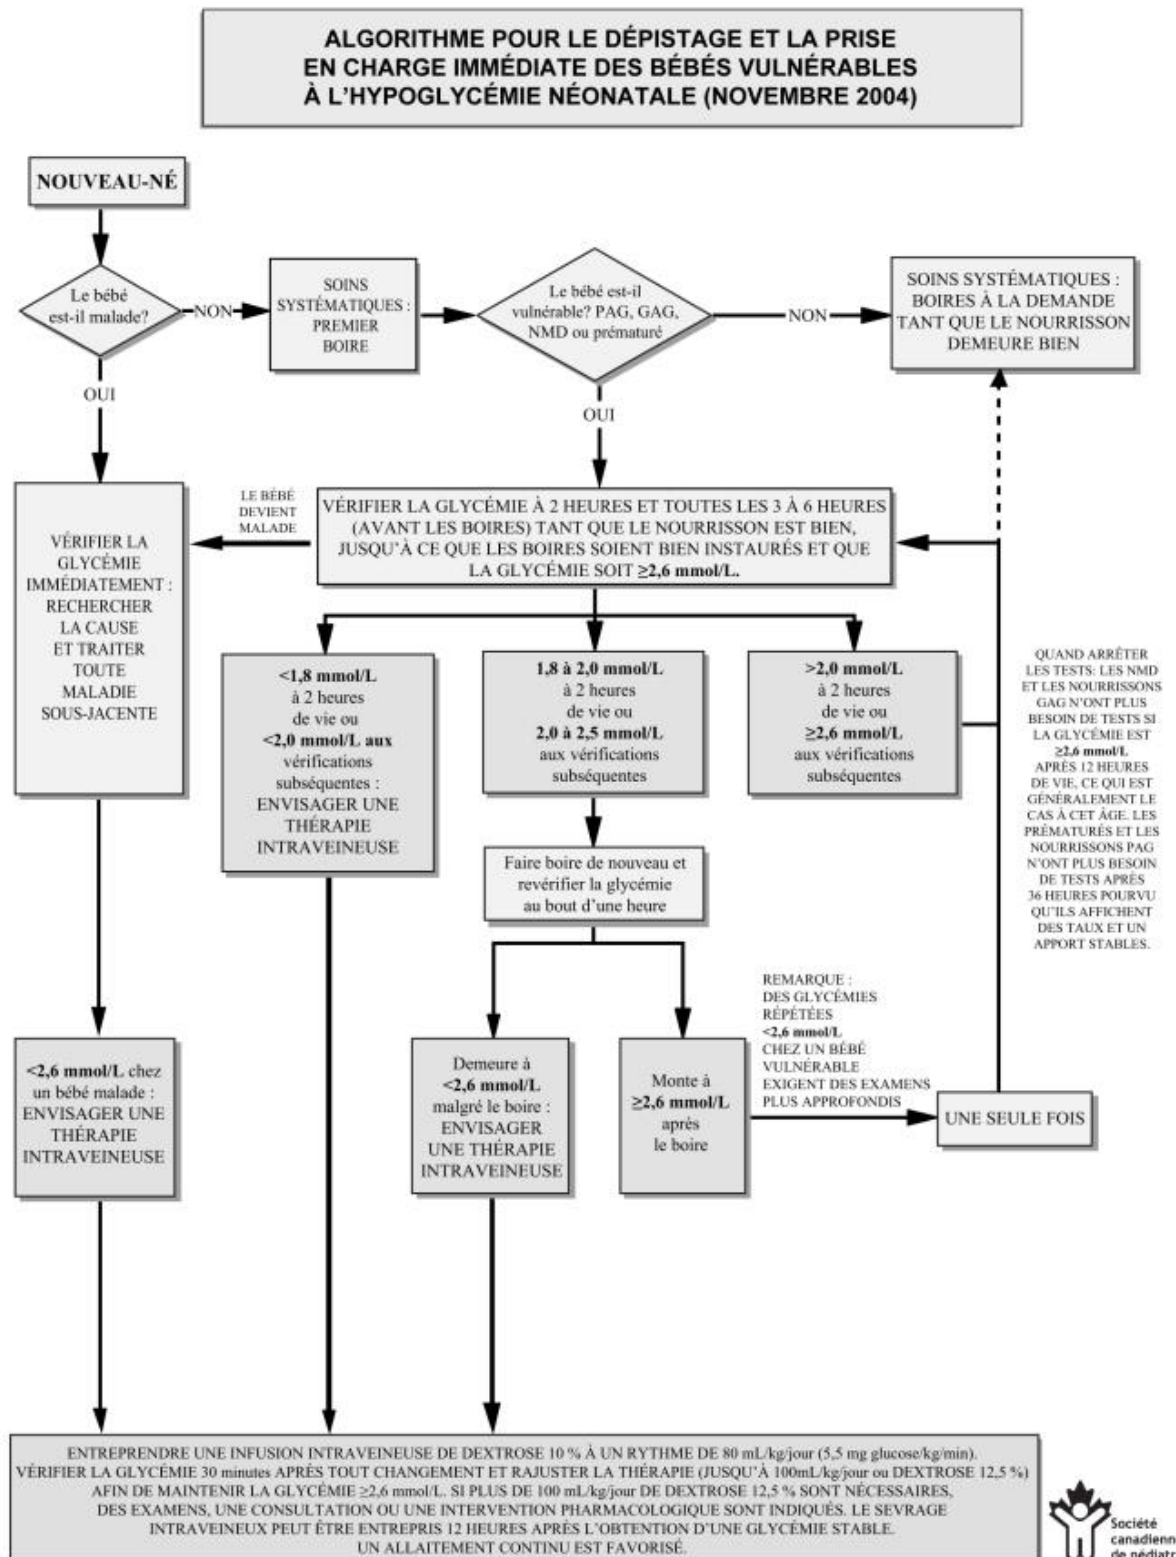 ALGORITHME POUR LE DÉPISTAGE ET LA PRISE
EN CHARGE IMMÉDIATE DES BÉBÉS VULNÉRABLES
À L'HYPOGLYCÉMIE NÉONATALE (NOVEMBRE 2004)
NOUVEAU-NÉ
Le bébé
est-il malade?
NON
SOINS
SYSTÉMATIQUES :
PREMIER
BOIRE
Le bébé est-il
vulnérable? PAG, GAG,
NMD ou prématuré
NON
SOINS SYSTÉMATIQUES :
BOIRES À LA DEMANDE
TANT QUE LE NOURRISSON
DEMEURE BIEN
OUI
OUI
VÉRIFIER LA
GLYCÉMIE
IMMÉDIATEMENT :
RECHERCHER
LA CAUSE
ET TRAITER
TOUTE
MALADIE
SOUS-JACENTE
LE BÉBÉ
DEVIENT
MALADE
VÉRIFIER LA GLYCÉMIE À 2 HEURES ET TOUTES LES 3 À 6 HEURES
(AVANT LES BOIRES) TANT QUE LE NOURRISSON EST BIEN,
JUSQU'À CE QUE LES BOIRES SOIENT BIEN INSTAURÉS ET QUE
LA GLYCÉMIE SOIT ≥2,6 mmol/L.
<1,8 mmol/L
à 2 heures
de vie ou
<2,0 mmol/L aux
vérifications
subséquentes :
ENVISAGER UNE
THÉRAPIE
INTRAVEINEUSE
1,8 à 2,0 mmol/L
à 2 heures
de vie ou
2,0 à 2,5 mmol/L
aux vérifications
subséquentes
>2,0 mmol/L
à 2 heures
de vie ou
≥2,6 mmol/L
aux vérifications
subséquentes
QUAND ARRÊTER
LES TESTS: LES NMD
ET LES NOURRISSONS
GAG N'ONT PLUS
BESOIN DE TESTS SI
LA GLYCÉMIE EST
≥2,6 mmol/L
APRÈS 12 HEURES
DE VIE, CE QUI EST
GÉNÉRALEMENT LE
CAS À CET ÂGE. LES
PRÉMATURÉS ET LES
NOURRISSONS PAG
N'ONT PLUS BESOIN
DE TESTS APRÈS
36 HEURES POURVU
QU'ILS AFFICHENT
DES TAUX ET UN
APPORT STABLES.
Faire boire de nouveau et
revérifier la glycémie
au bout d'une heure
<2,6 mmol/L chez
un bébé malade :
ENVISAGER UNE
THÉRAPIE
INTRAVEINEUSE
Demeure à
<2,6 mmol/L
malgré le boire :
ENVISAGER
UNE THÉRAPIE
INTRAVEINEUSE
Monte à
≥2,6 mmol/L
après
le boire
REMARQUE :
DES GLYCÉMIES
RÉPÉTÉES
<2,6 mmol/L
CHEZ UN BÉBÉ
VULNÉRABLE
EXIGENT DES EXAMENS
PLUS APPROFONDIS
UNE SEULE FOIS
ENTREPRENDRE UNE INFUSION INTRAVEINEUSE DE DEXTROSE 10 % À UN RYTHME DE 80 mL/kg/jour (5,5 mg glucose/kg/min).
VÉRIFIER LA GLYCÉMIE 30 minutes APRÈS TOUT CHANGEMENT ET RAJUSTER LA THÉRAPIE (JUSQU'À 100mL/kg/jour ou DEXTROSE 12,5 %)
AFIN DE MAINTENIR LA GLYCÉMIE ≥2,6 mmol/L. SI PLUS DE 100 mL/kg/jour DE DEXTROSE 12,5 % SONT NÉCESSAIRES,
DES EXAMENS, UNE CONSULTATION OU UNE INTERVENTION PHARMACOLOGIQUE SONT INDIQUÉS. LE SEVRAGE
INTRAVEINEUX PEUT ÊTRE ENTREPRIS 12 HEURES APRÈS L'OBTENTION D'UNE GLYCÉMIE STABLE.
UN ALLAITEMENT CONTINU EST FAVORISÉ.
Société